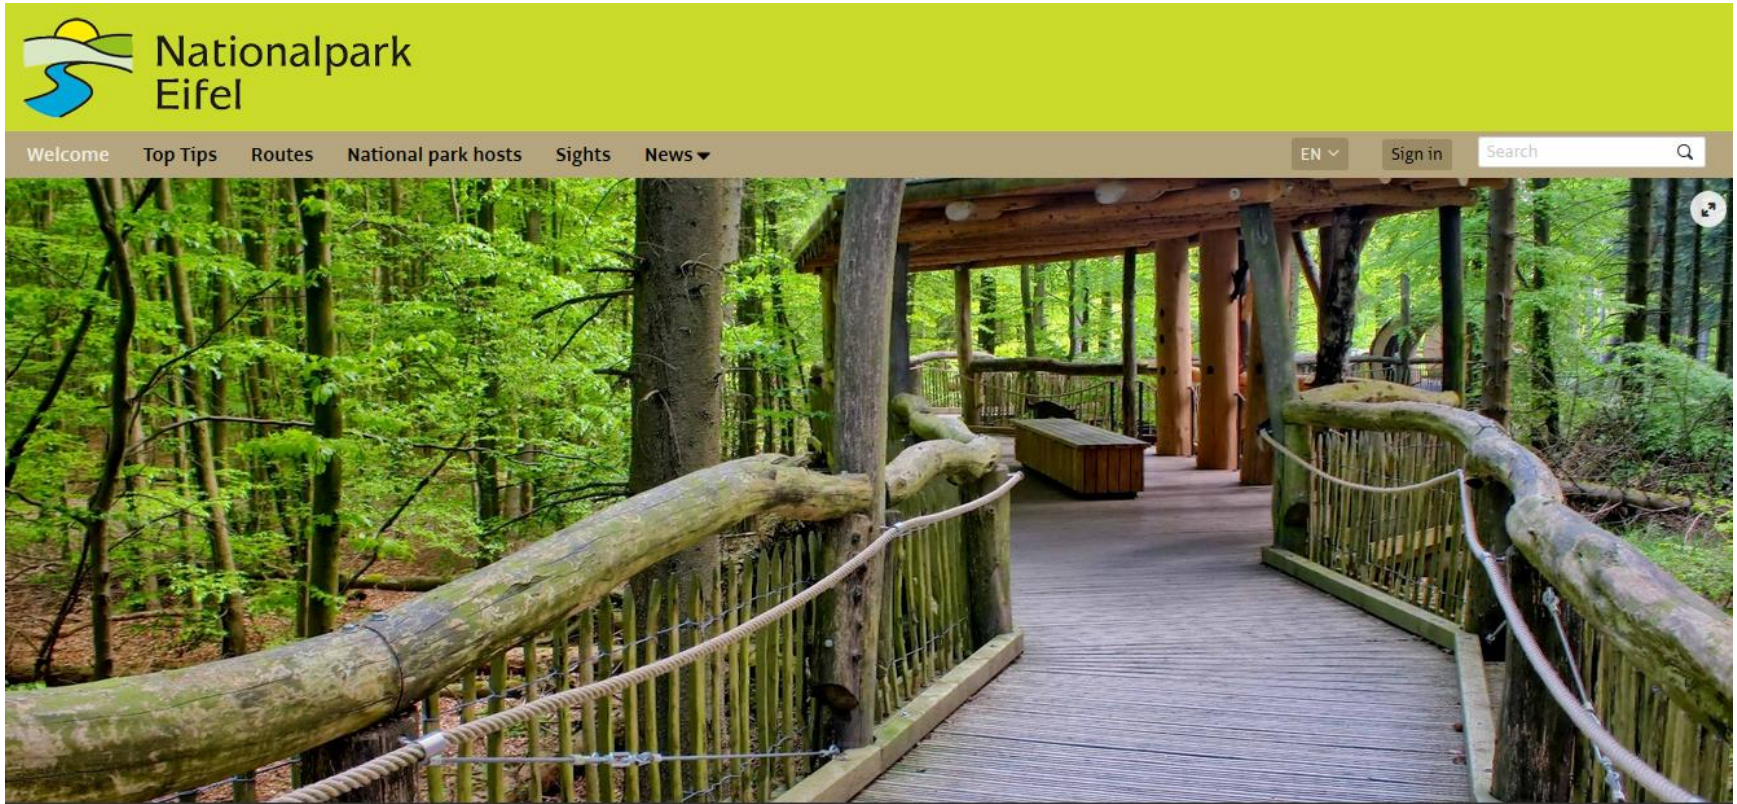 Nationalpark
Eifel
Welcome Top Tips Routes National park hosts Sights News EN Sign in Search